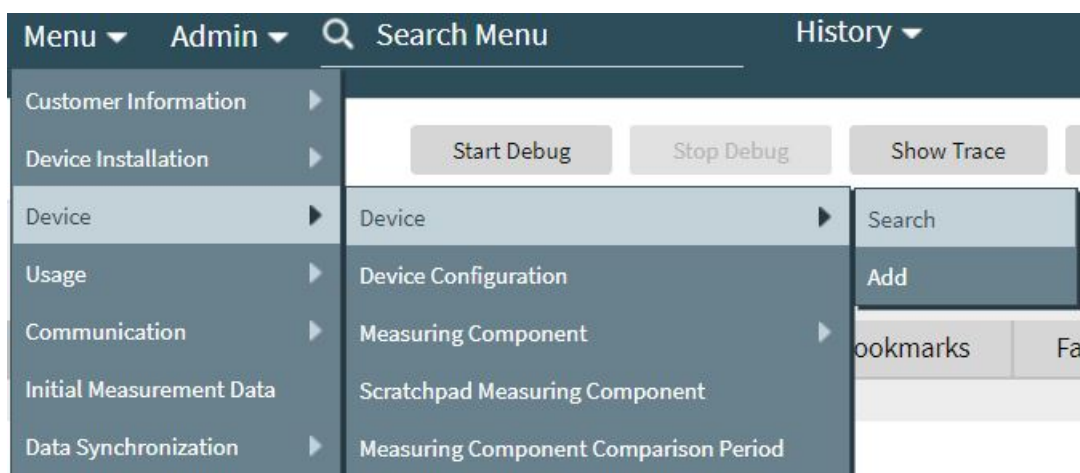 Menu Admin Search Menu History
Customer Information
Device Installation Start Debug Stop Debug Show Trace
Device Device Search
Usage Device Configuration Add
Communication Measuring Component ookmarks Fa
Initial Measurement Data Scratchpad Measuring Component
Data Synchronization Measuring Component Comparison Period